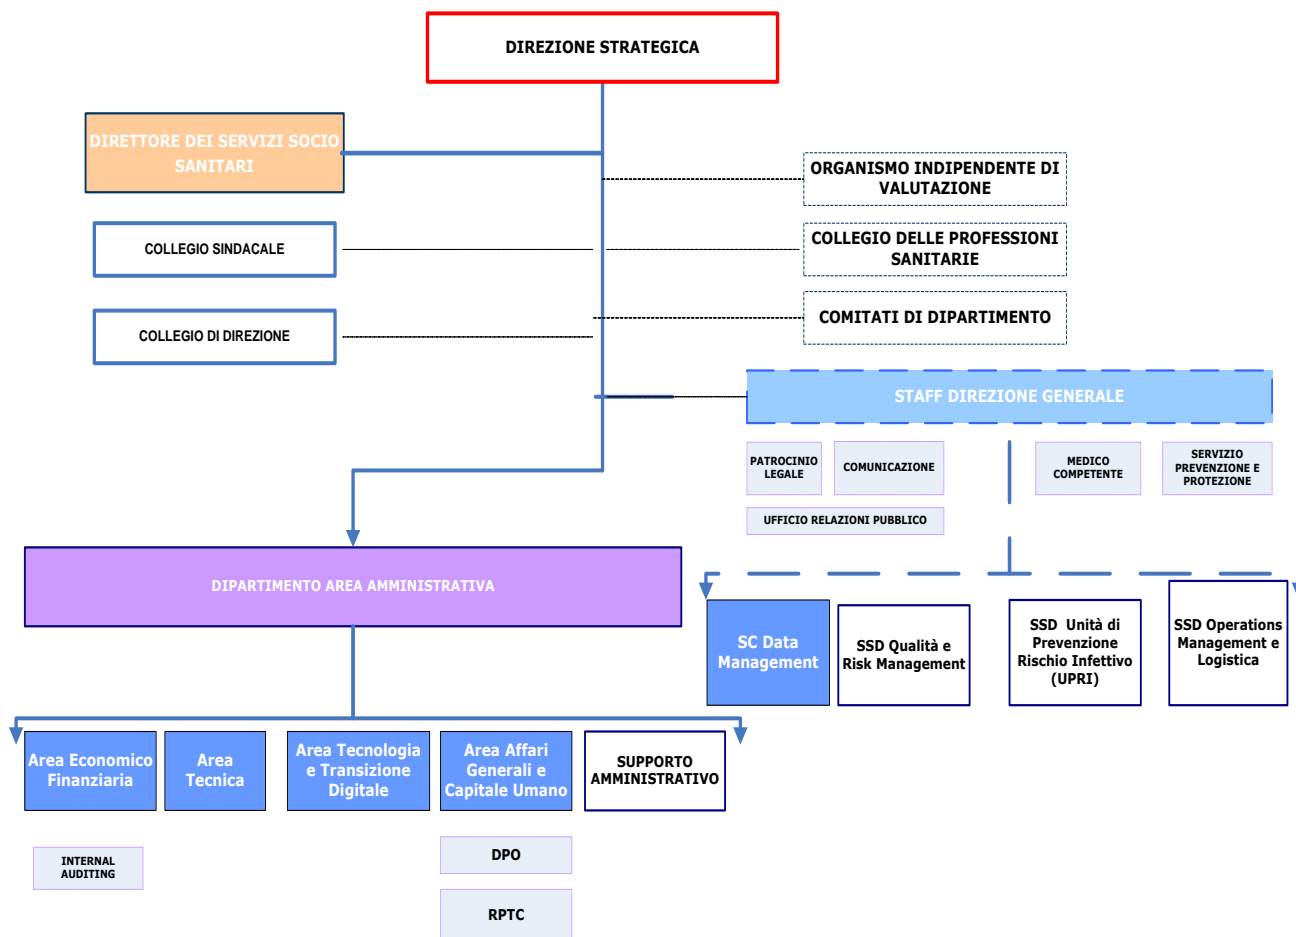 DIREZIONE STRATEGICA
DIRETTORE DEI SERVIZI SOCIO
SANITARI
ORGANISMO INDIPENDENTE DI
VALUTAZIONE
COLLEGIO SINDACALE
COLLEGIO DELLE PROFESSIONI
SANITARIE
COLLEGIO DI DIREZIONE
COMITATI DI DIPARTIMENTO
STAFF DIREZIONE GENERALE
PATROCINIO
LEGALE
COMUNICAZIONE
MEDICO
COMPETENTE
SERVIZIO
PREVENZIONE E
PROTEZIONE
UFFICIO RELAZIONI PUBBLICO
DIPARTIMENTO AREA AMMINISTRATIVA
SC Data
Management
SSD Qualità e
Risk Management
SSD Unità di
Prevenzione
Rischio Infettivo
(UPRI)
SSD Operations
Management e
Logistica
Area Economico
Finanziaria
Area
Tecnica
Area Tecnologia
e Transizione
Digitale
Area Affari
Generali e
Capitale Umano
SUPPORTO
AMMINISTRATIVO
INTERNAL
AUDITING
DPO
RPTC